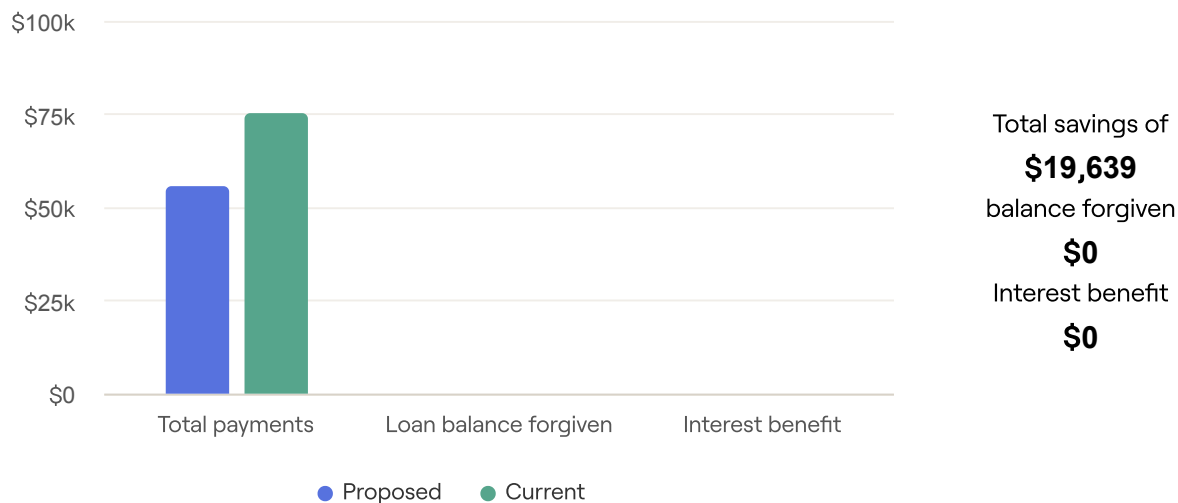 $100k
$75k
$50k
$25k
$0
Total payments
Loan balance forgiven
Interest benefit
Proposed
Current
Total savings of
$19,639
balance forgiven
$0
Interest benefit
$0